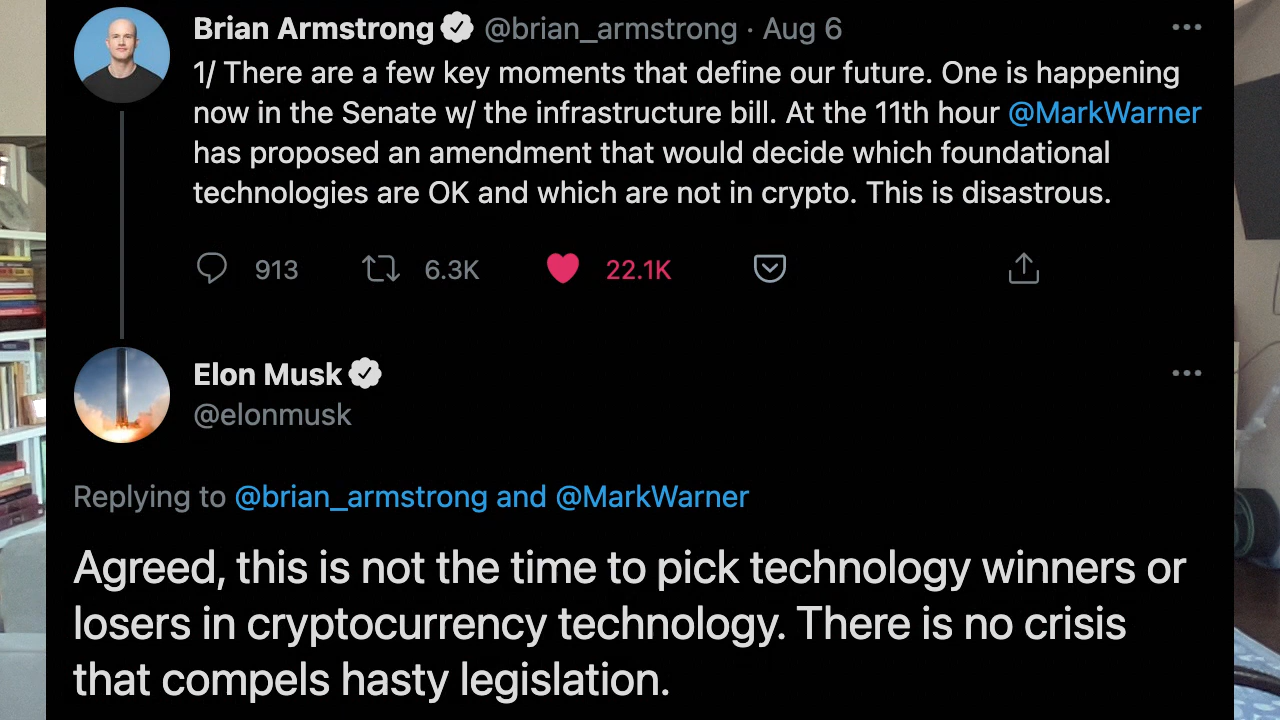 Brian Armstrong @brian_armstrong · Aug 6
1/ There are a few key moments that define our future. One is happening
now in the Senate w/ the infrastructure bill. At the 11th hour @MarkWarner
has proposed an amendment that would decide which foundational
technologies are OK and which are not in crypto. This is disastrous.
913 6.3K 22.1K
Elon Musk
@elonmusk
Replying to @brian_armstrong and @MarkWarner
Agreed, this is not the time to pick technology winners or
losers in cryptocurrency technology. There is no crisis
that compels hasty legislation.